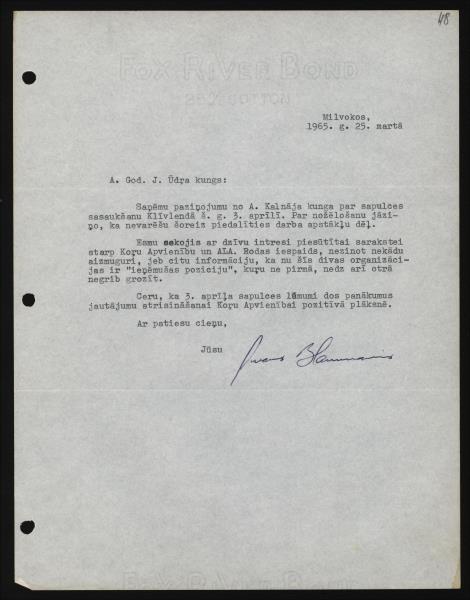 48
FOX RIVER BOND
25% COTTON
Milvokos,
1965. g. 25. martā
A. God. J. Ūdra kungs:
Saņēmu paziņojumu no A. Kalnāja kunga par sapulces
sasaukšanu Klīvlendā š. g. 3. aprīlī. Par nožēlošanu jāzi-
ņo, ka nevarēšu šoreiz piedalīties darba apstākļu dēļ.
Esmu sekojis ar dzīvu intresi piesūtītai sarakstei
starp Koŗu Apvienību un ALA. Rodas iespaids, nezinot nekādu
aizmuguri, jeb citu informāciju, ka nu šīs divas organizāci-
jas ir "ieņēmušas poziciju", kuŗu ne pirmā, nedz arī otrā
negrib grozīt.
Ceru, ka 3. aprīļa sapulces lēmumi dos panākumus
jautājumu atrisināšanai Koŗu Apvienībai pozitīvā plāksnē.
Ar patiesu cieņu,
Jūsu
FOX RIVER BOND